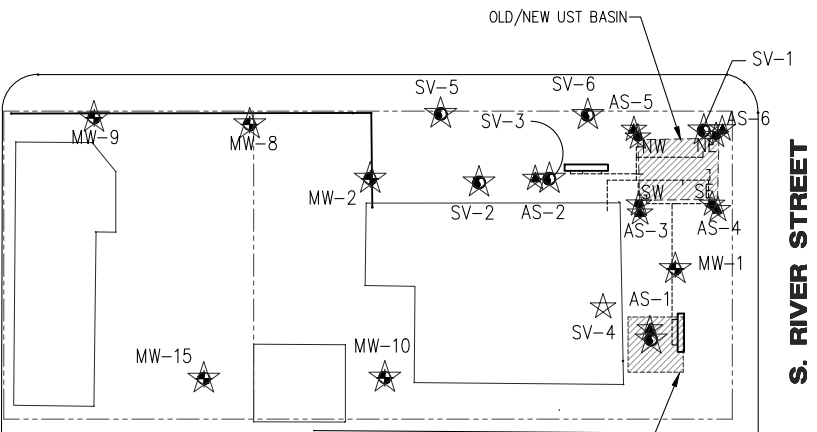 OLD/NEW UST BASIN
SV-1
SV-5
SV-6
AS-5
AS-6
SV-3
MW-9
MW-8
NW
NE
MW-2
SV-2
AS-2
SW
SE
AS-3
AS-4
MW-1
AS-1
SV-4
MW-15
MW-10
S. RIVER STREET